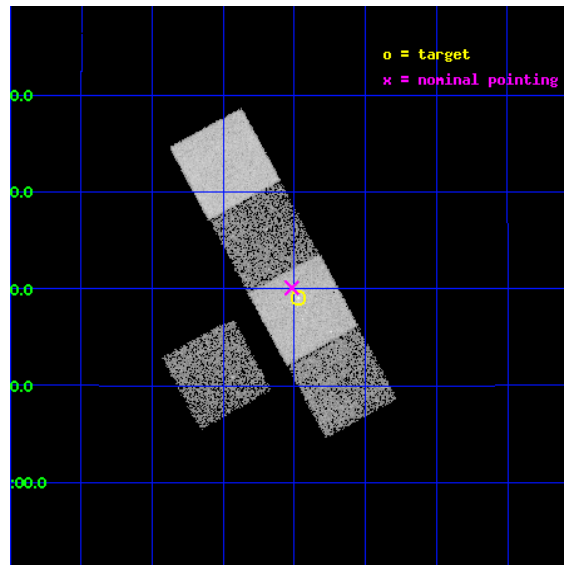 o = target
x = nominal pointing
0.0
0.0
0.0
0.0
:00.0